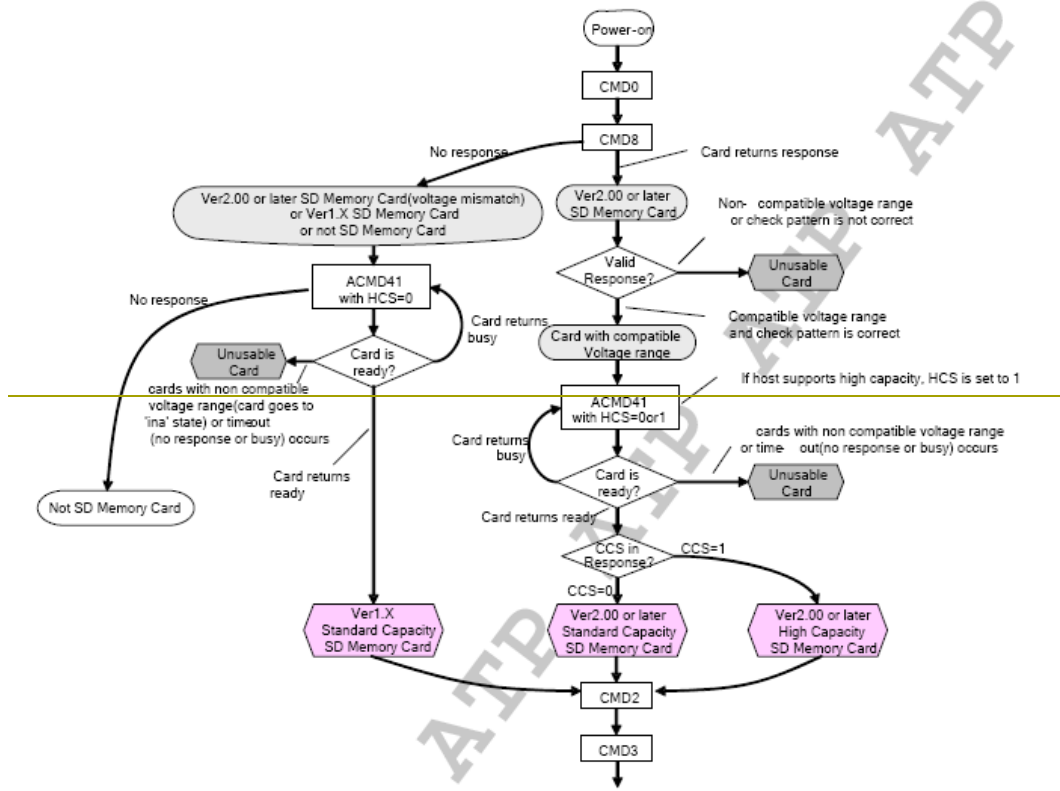 Power-on
CMD0
CMD8
No response
Card returns response
Ver2.00 or later SD Memory Card(voltage mismatch)
or Ver1.X SD Memory Card
or not SD Memory Card
Ver2.00 or later
SD Memory Card
Non- compatible voltage range
or check pattern is not correct
Valid
Response?
Unusable
Card
ACMD41
with HCS=0
No response
Card returns
busy
Compatible voltage range
and check pattern is correct
Card with compatible
Voltage range
Card is
ready?
Unusable
Card
cards with non compatible
voltage range(card goes to
'ina' state) or timeout
(no response or busy) occurs
If host supports high capacity, HCS is set to 1
ACMD41
with HCS=0or1
Card returns
busy
cards with non compatible voltage range
or time- out(no response or busy) occurs
Card is
ready?
Unusable
Card
Card returns
ready
Not SD Memory Card
Card returns ready
CCS in
Response?
CCS=1
CCS=0
Ver1.X
Standard Capacity
SD Memory Card
Ver2.00 or later
Standard Capacity
SD Memory Card
Ver2.00 or later
High Capacity
SD Memory Card
CMD2
CMD3
ATP
ATP
ATP
ATP